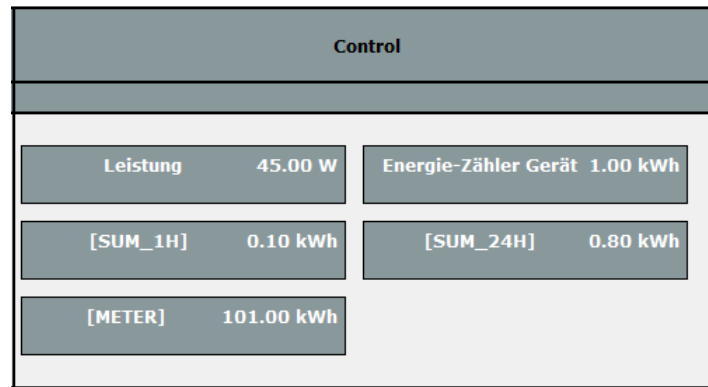 Control
Leistung 45.00 W
Energie-Zähler Gerät 1.00 kWh
[SUM_1H] 0.10 kWh
[SUM_24H] 0.80 kWh
[METER] 101.00 kWh